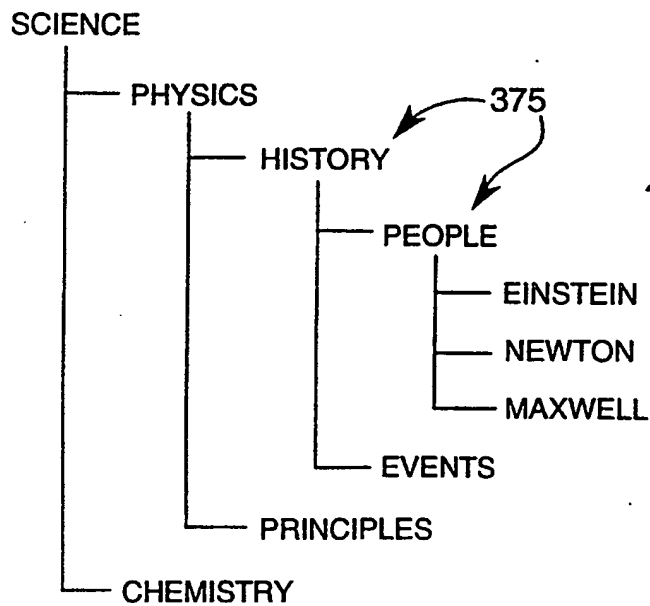 SCIENCE
PHYSICS
375
HISTORY
PEOPLE
EINSTEIN
NEWTON
MAXWELL
EVENTS
PRINCIPLES
CHEMISTRY